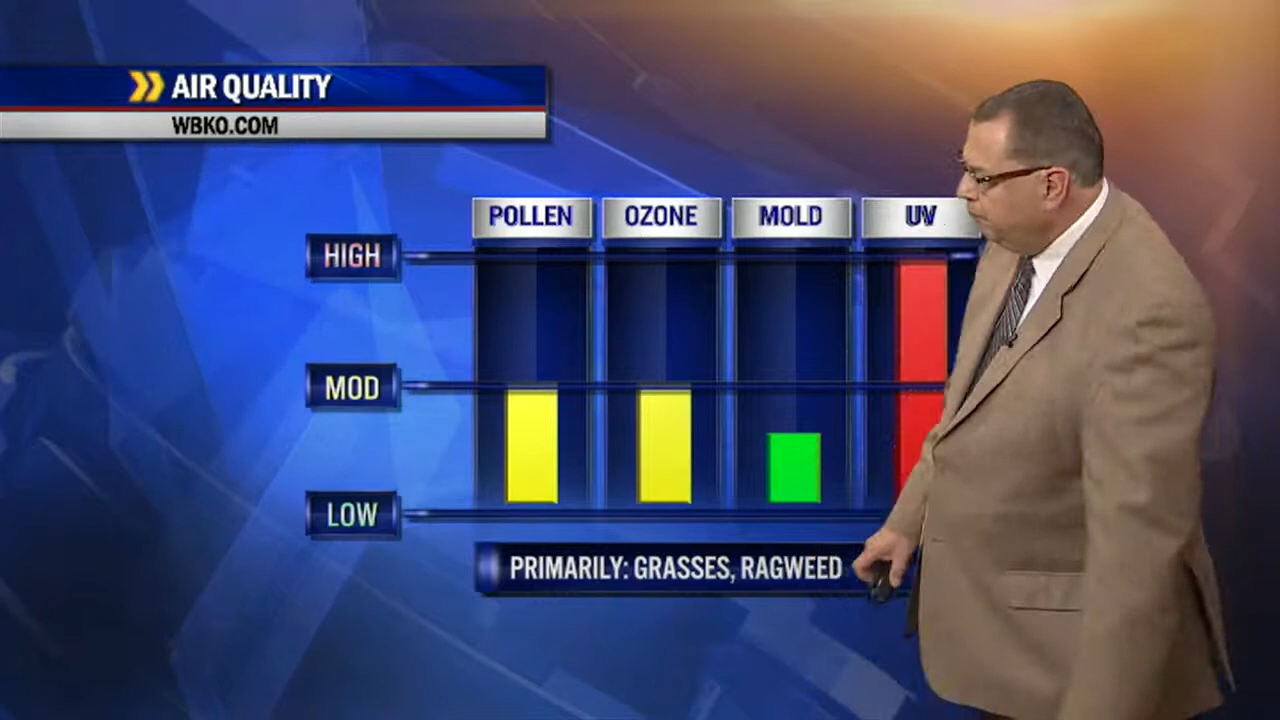 AIR QUALITY
WBKO.COM
POLLEN OZONE MOLD UV
HIGH
MOD
LOW
PRIMARILY: GRASSES, RAGWEED